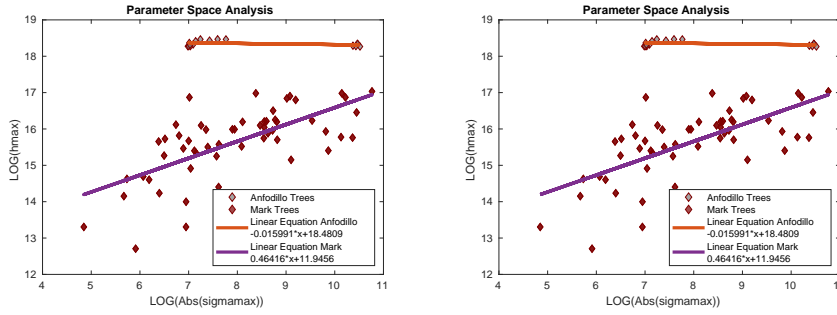 Parameter Space Analysis
19
18
17
16
15
14
13
12
LOG(hmax)
4 5 6 7 8 9 10 11
LOG(Abs(sigmamax))
Anfodillo Trees
Mark Trees
Linear Equation Anfodillo
-0.015991*x+18.4809
Linear Equation Mark
0.46416*x+11.9456
Parameter Space Analysis
19
18
17
16
15
14
13
12
LOG(hmax)
4 5 6 7 8 9 10
LOG(Abs(sigmamax))
Anfodillo Trees
Mark Trees
Linear Equation Anfodillo
-0.015991*x+18.4809
Linear Equation Mark
0.46416*x+11.9456